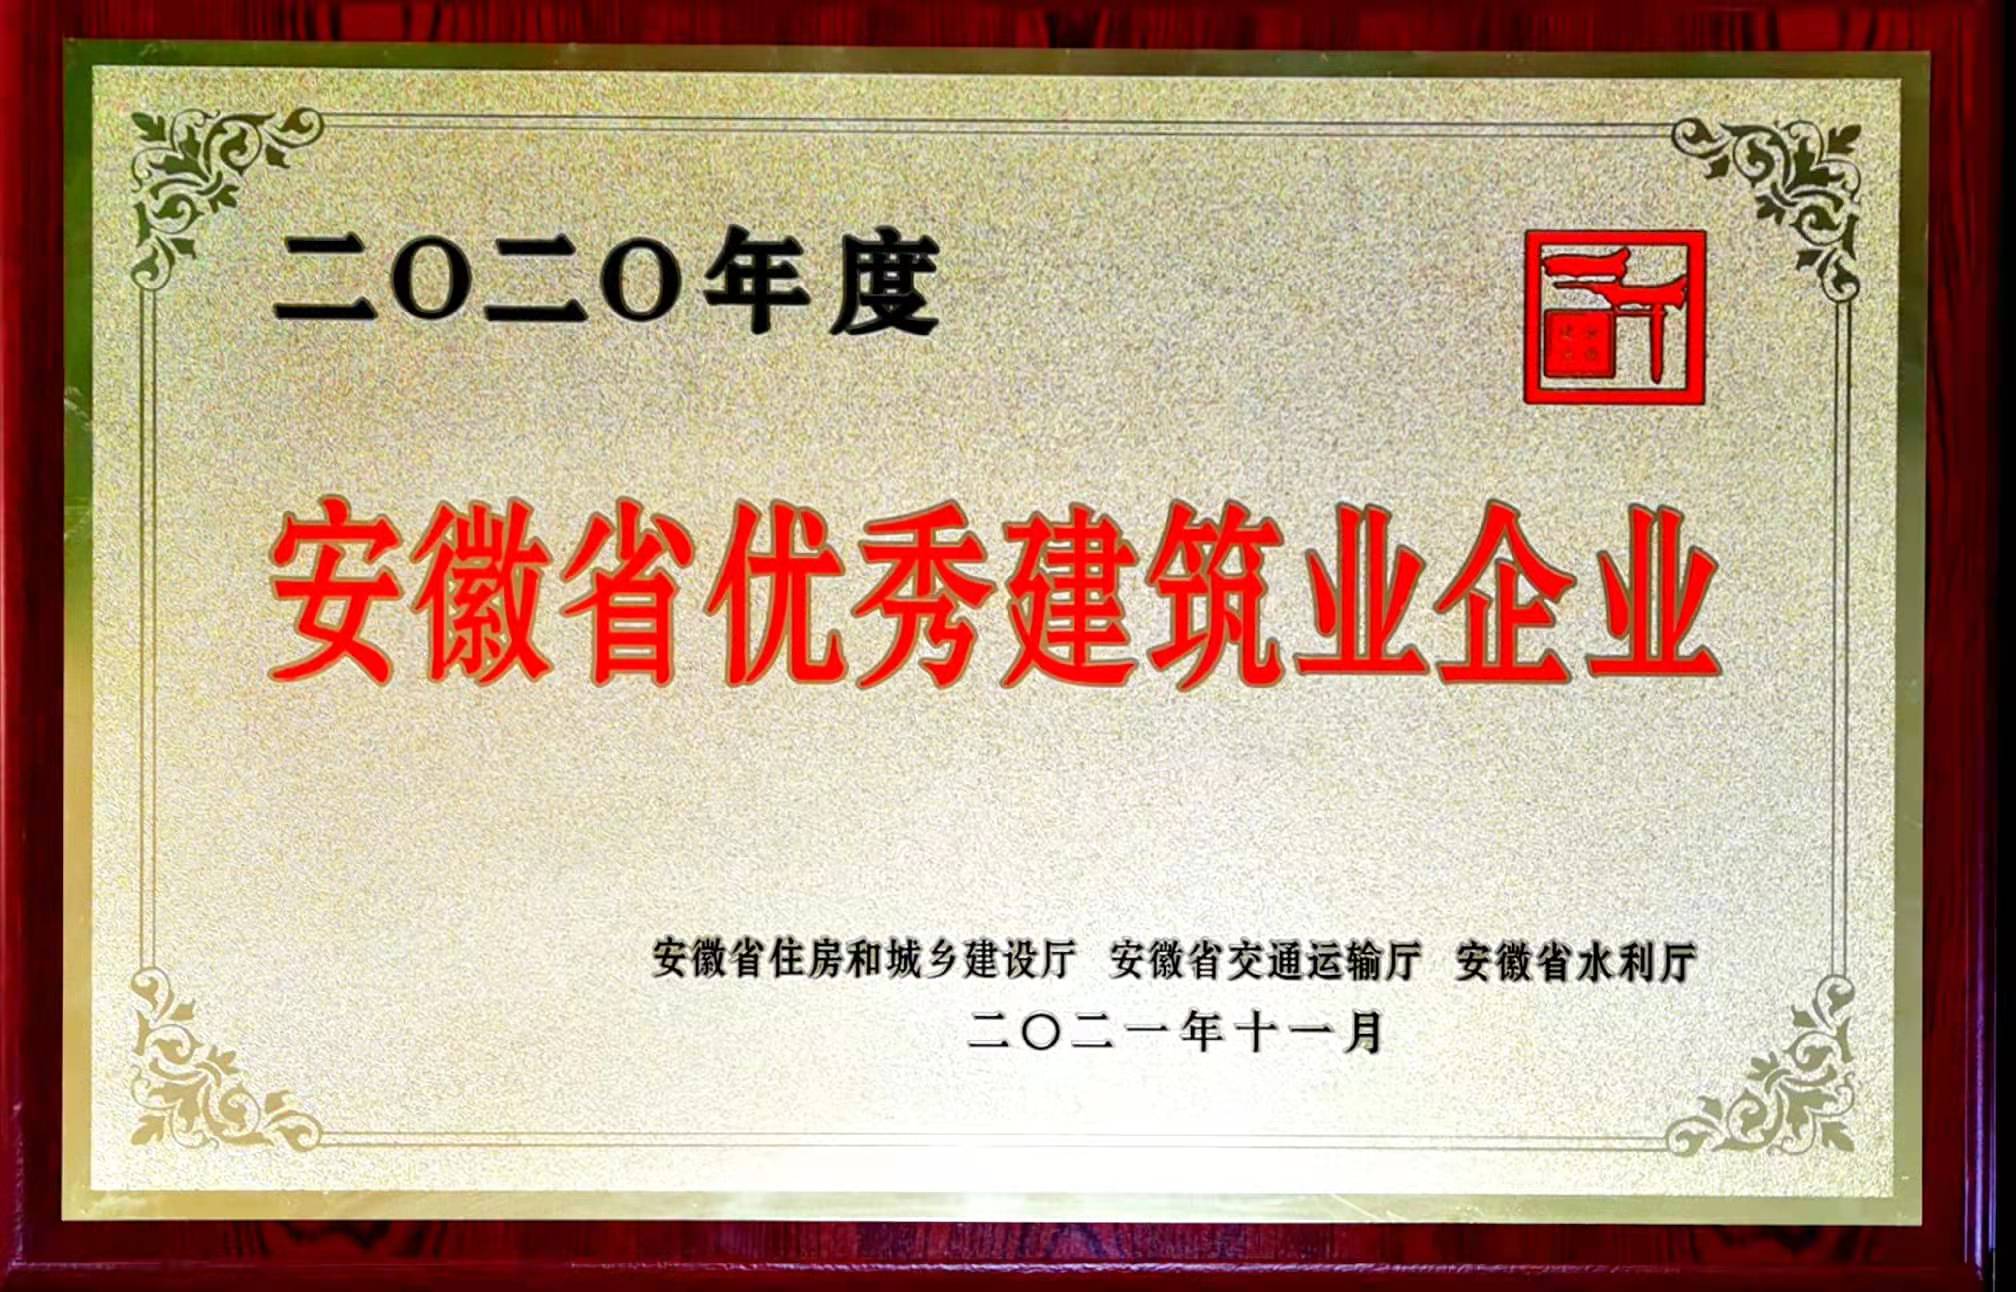 二〇二〇年度
安徽省优秀建筑业企业
安徽省住房和城乡建设厅 安徽省交通运输厅 安徽省水利厅
二〇二一年十一月